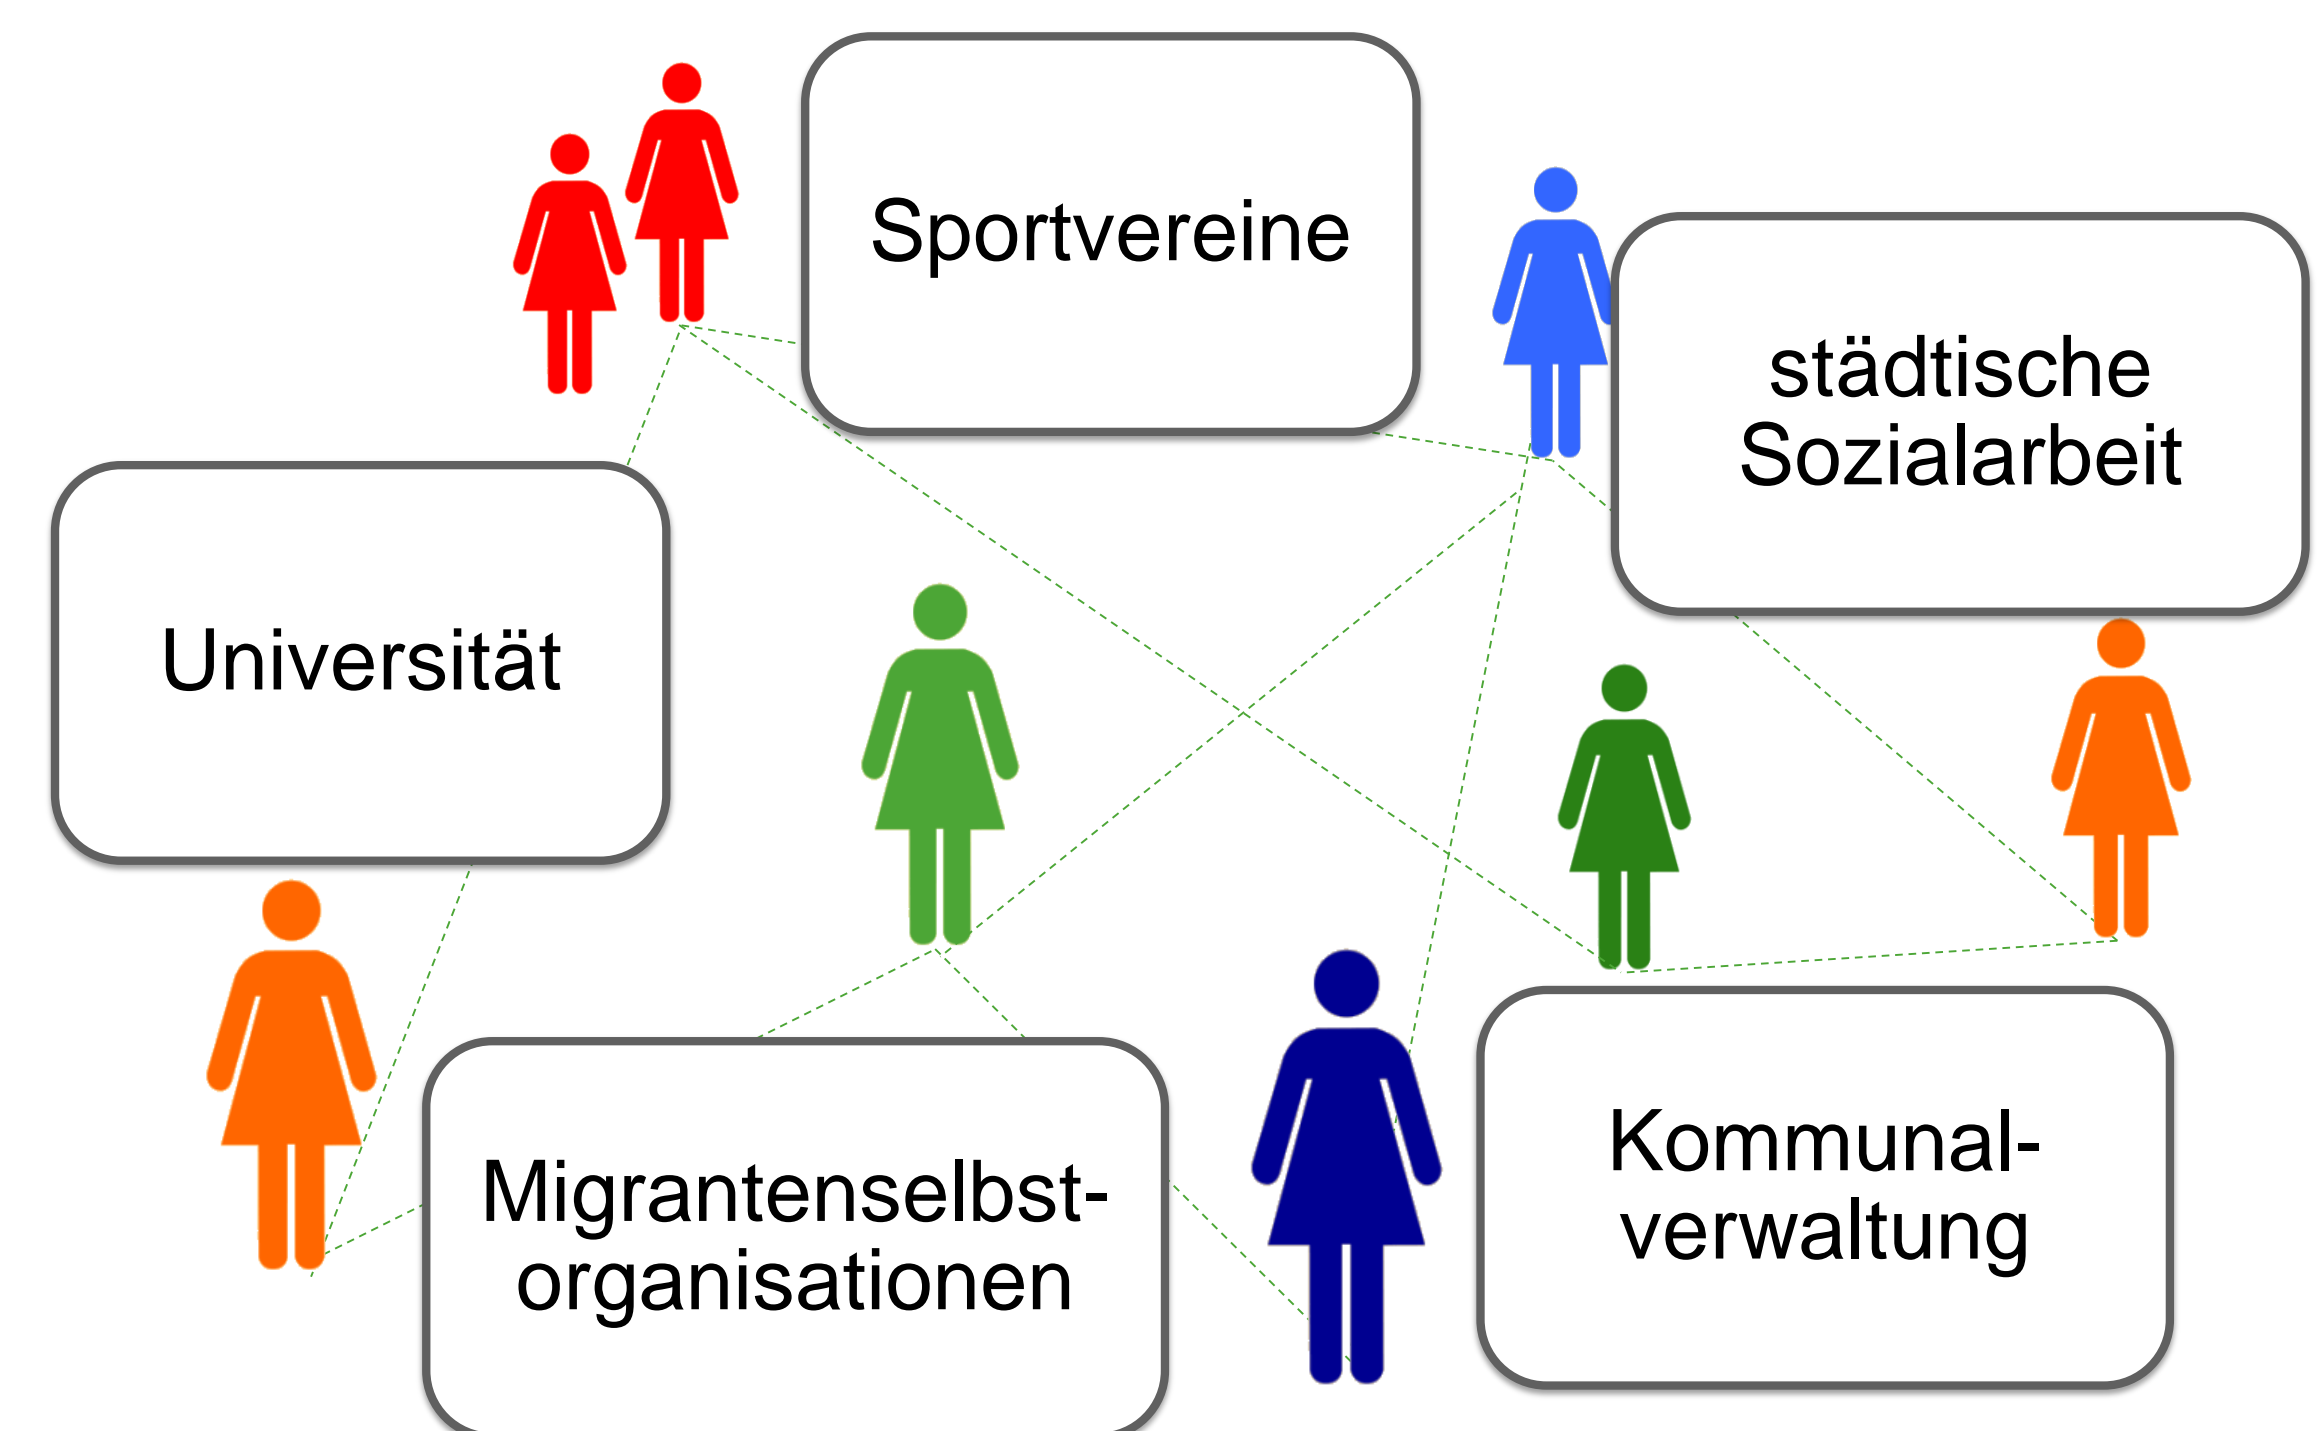 Sportvereine
städtische
Sozialarbeit
Universität
Migrantenselbst-
organisationen
Kommunal-
verwaltung